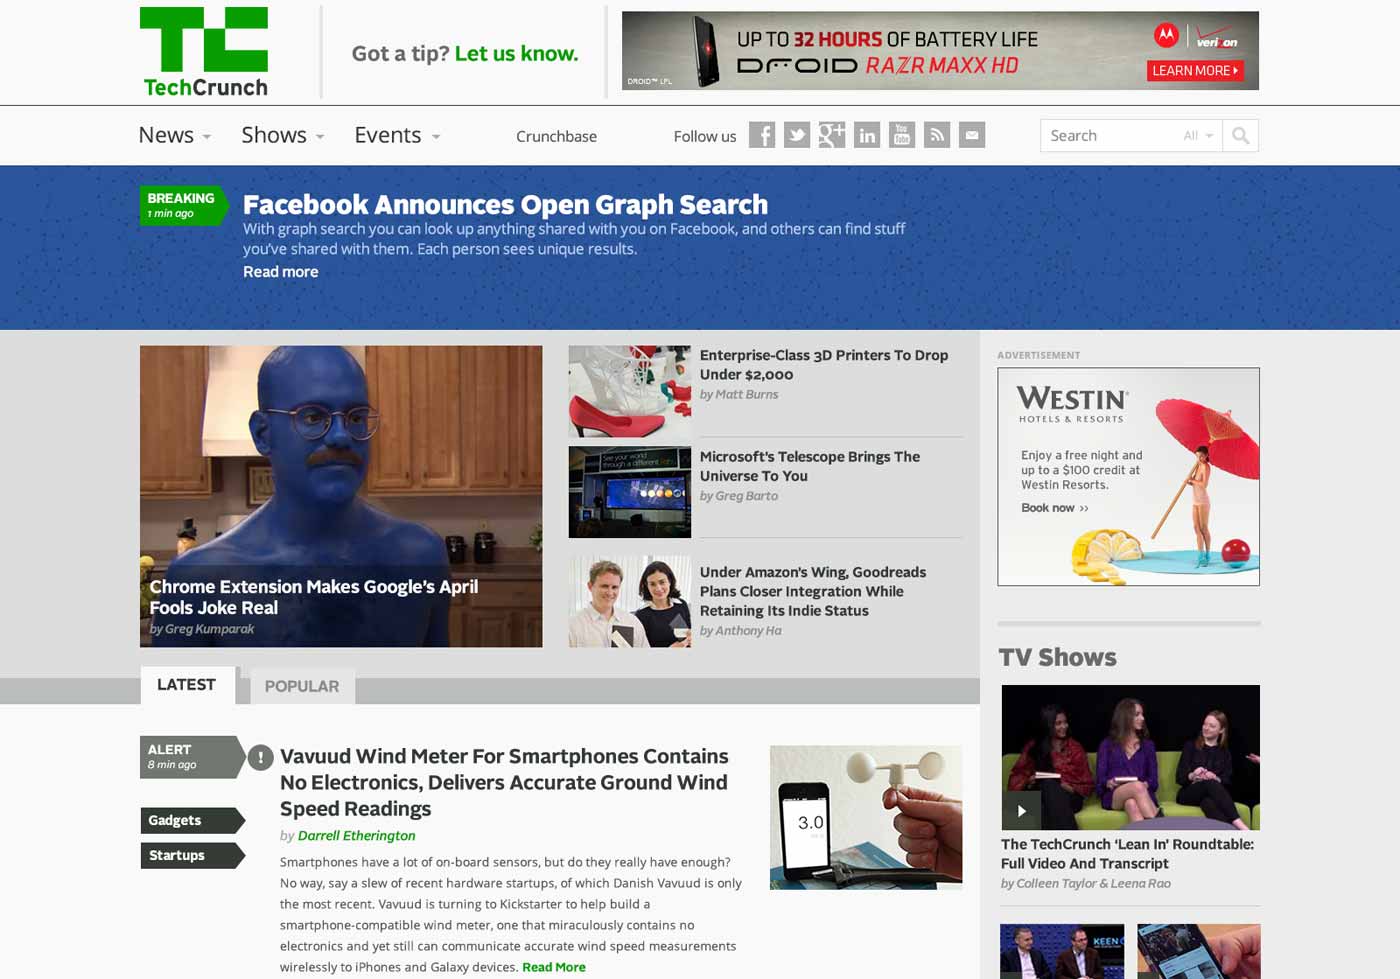 TechCrunch
Got a tip? Let us know.
UP TO 32 HOURS OF BATTERY LIFE
DROID RAZR MAXX HD
DROID™ LFL
verizon
LEARN MORE
News
Shows
Events
Crunchbase
Follow us
f
g+
in
You
Tube
Search
All
BREAKING
1 min ago
Facebook Announces Open Graph Search
With graph search you can look up anything shared with you on Facebook, and others can find stuff
you've shared with them. Each person sees unique results.
Read more
Chrome Extension Makes Google's April
Fools Joke Real
by Greg Kumparak
Enterprise-Class 3D Printers To Drop
Under $2,000
by Matt Burns
See your world
through a different
Microsoft's Telescope Brings The
Universe To You
by Greg Barto
Under Amazon's Wing, Goodreads
Plans Closer Integration While
Retaining Its Indie Status
by Anthony Ha
ADVERTISEMENT
WESTIN®
HOTELS & RESORTS
Enjoy a free night and
up to a $100 credit at
Westin Resorts.
Book now >>
TV Shows
The TechCrunch 'Lean In' Roundtable:
Full Video And Transcript
by Colleen Taylor & Leena Rao
KEEN
LATEST
POPULAR
ALERT
8 min ago
!
Gadgets
Startups
Vavuud Wind Meter For Smartphones Contains
No Electronics, Delivers Accurate Ground Wind
Speed Readings
by Darrell Etherington
Smartphones have a lot of on-board sensors, but do they really have enough?
No way, say a slew of recent hardware startups, of which Danish Vavuud is only
the most recent. Vavuud is turning to Kickstarter to help build a
smartphone-compatible wind meter, one that miraculously contains no
electronics and yet still can communicate accurate wind speed measurements
wirelessly to iPhones and Galaxy devices. Read More
3.0